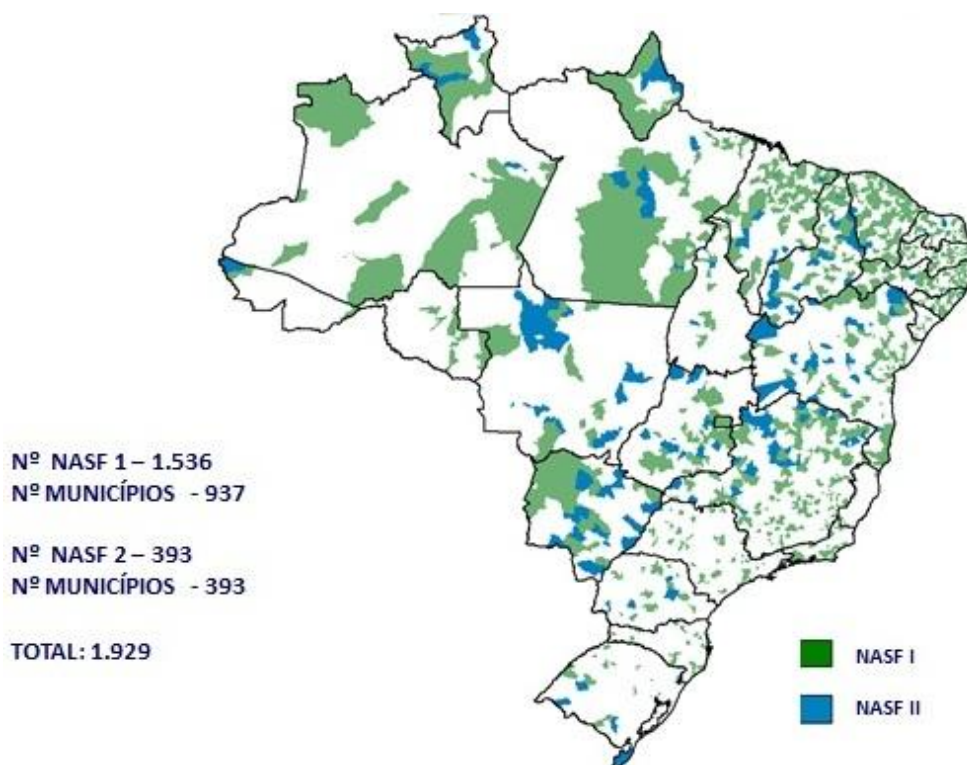 Nº NASF 1 – 1.536
Nº MUNICÍPIOS - 937
Nº NASF 2 – 393
Nº MUNICÍPIOS - 393
TOTAL: 1.929
NASF I
NASF II